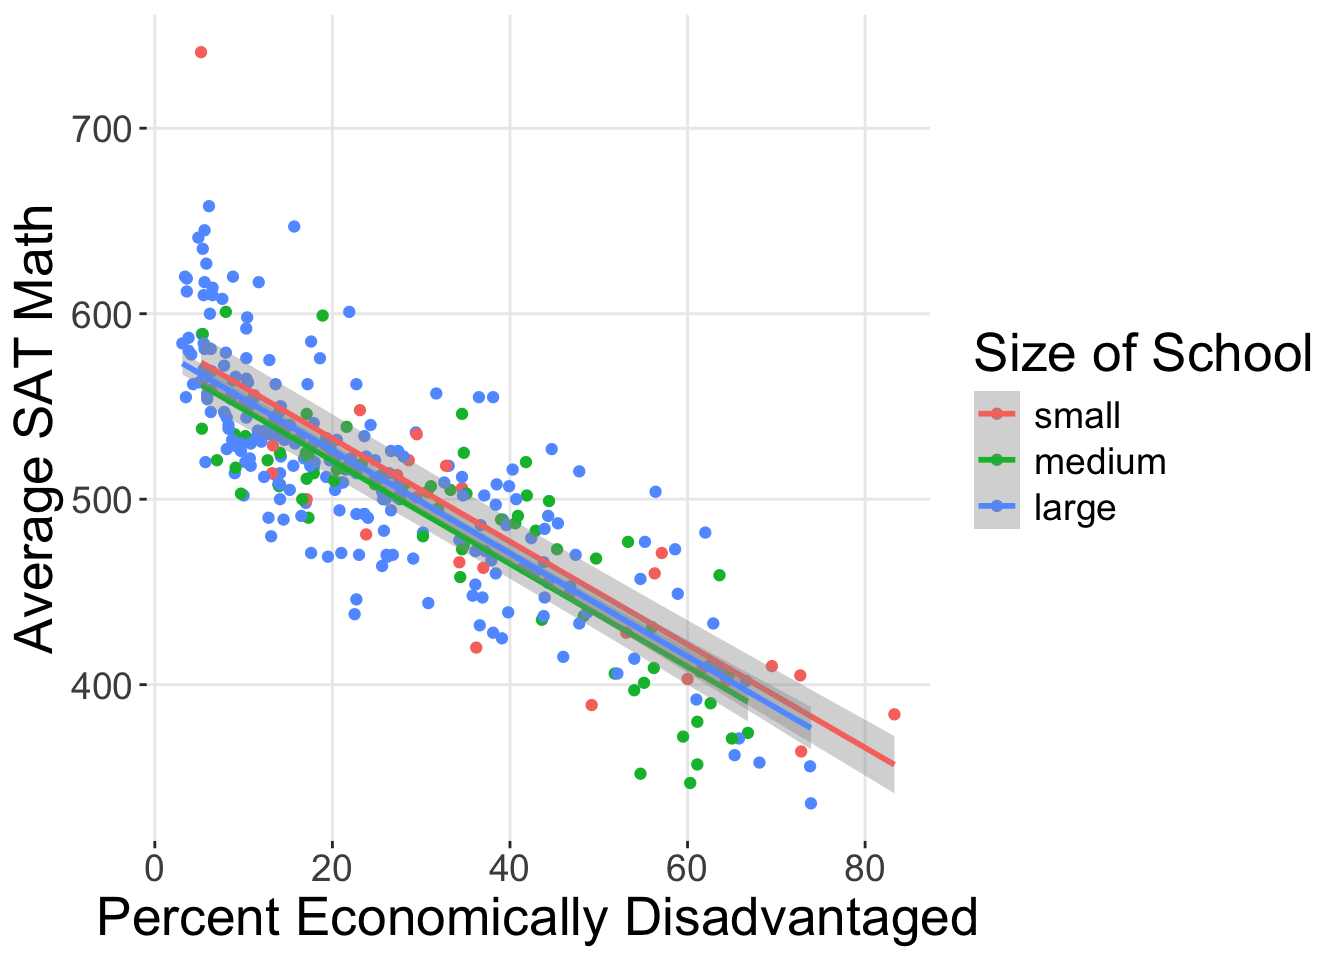 700
600
500
400
Average SAT Math
0 20 40 60 80
Percent Economically Disadvantaged
Size of School
small
medium
large